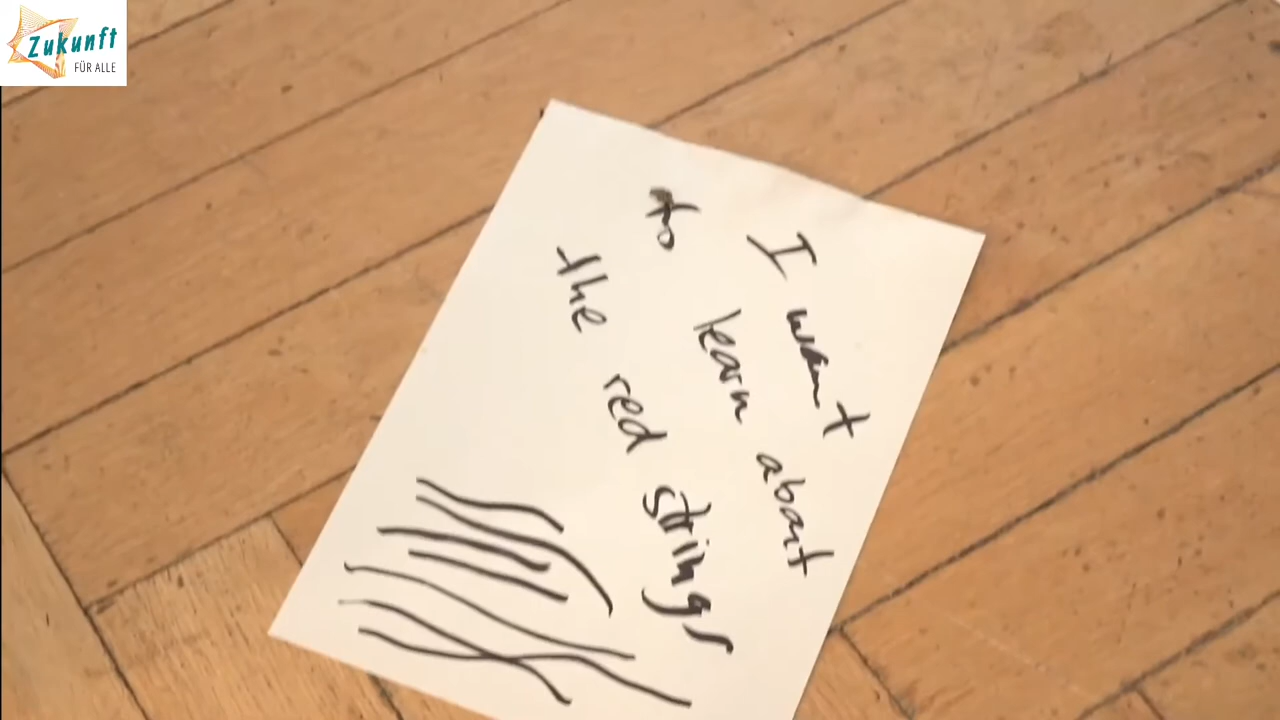 Zukunft
FÜR ALLE
I want
to learn about
the red strings